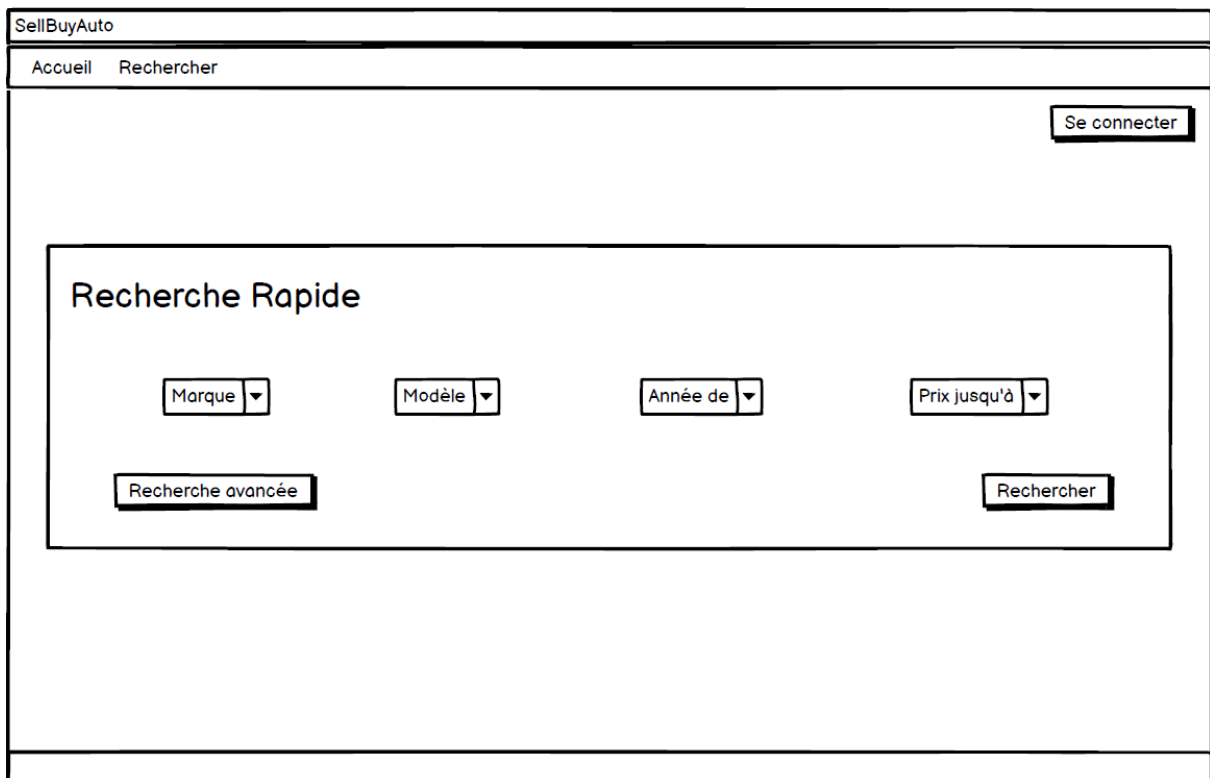 SellBuyAuto
Accueil Rechercher
Se connecter
Recherche Rapide
Marque Modèle Année de Prix jusqu'à
Recherche avancée Rechercher